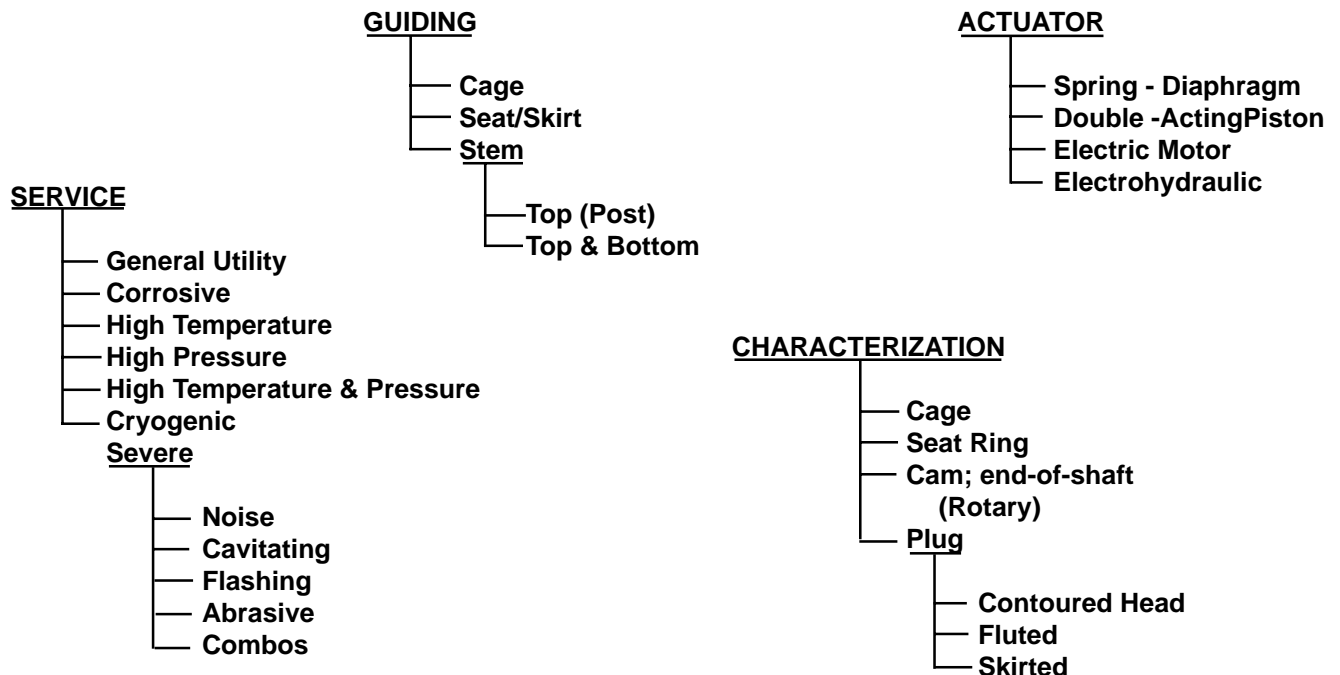 GUIDING
Cage
Seat/Skirt
Stem
Top (Post)
Top & Bottom
ACTUATOR
Spring - Diaphragm
Double -ActingPiston
Electric Motor
Electrohydraulic
SERVICE
General Utility
Corrosive
High Temperature
High Pressure
High Temperature & Pressure
Cryogenic
Severe
Noise
Cavitating
Flashing
Abrasive
Combos
CHARACTERIZATION
Cage
Seat Ring
Cam; end-of-shaft
(Rotary)
Plug
Contoured Head
Fluted
Skirted